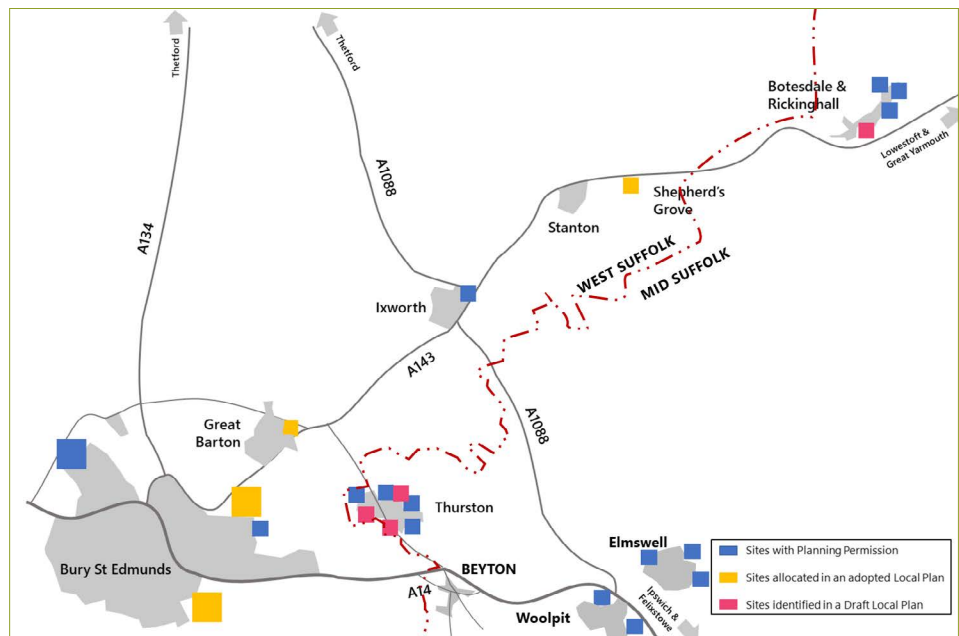 Thetford
Thetford
Botesdale &
Rickinghall
Lowestoft &
Great Yarmouth
A1088
Shepherd's
Grove
Stanton
A134
WEST SUFFOLK
MID SUFFOLK
Ixworth
A143
A1088
Great
Barton
Thurston
Elmswell
Bury St Edmunds
BEYTON
A14
Woolpit
Ipswich &
Felixstowe
Sites with Planning Permission
Sites allocated in an adopted Local Plan
Sites identified in a Draft Local Plan